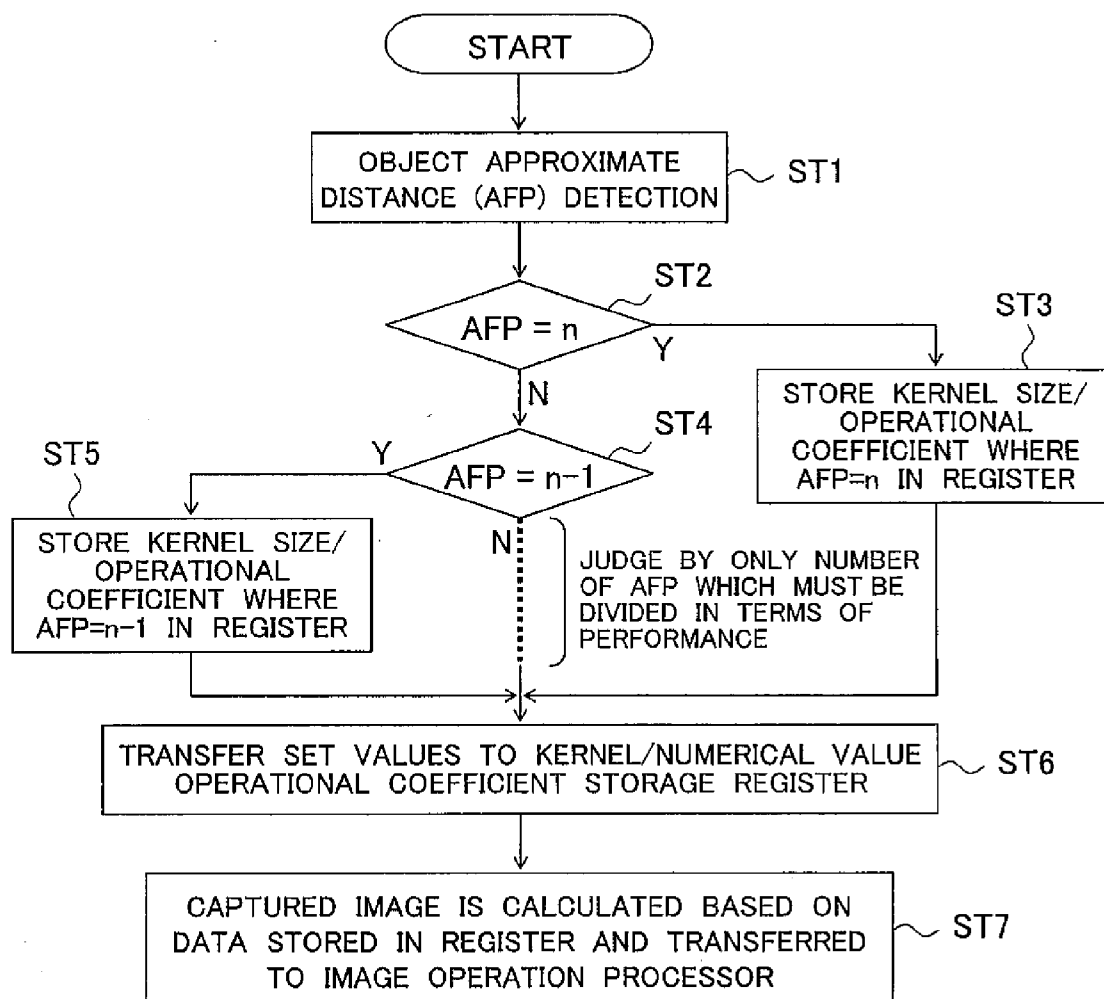 START
OBJECT APPROXIMATE
DISTANCE (AFP) DETECTION
ST1
ST2
AFP = n
Y
N
ST3
STORE KERNEL SIZE/
OPERATIONAL
COEFFICIENT WHERE
AFP=n IN REGISTER
ST4
AFP = n-1
Y
N
ST5
STORE KERNEL SIZE/
OPERATIONAL
COEFFICIENT WHERE
AFP=n-1 IN REGISTER
JUDGE BY ONLY NUMBER
OF AFP WHICH MUST BE
DIVIDED IN TERMS OF
PERFORMANCE
TRANSFER SET VALUES TO KERNEL/NUMERICAL VALUE
OPERATIONAL COEFFICIENT STORAGE REGISTER
ST6
CAPTURED IMAGE IS CALCULATED BASED ON
DATA STORED IN REGISTER AND TRANSFERRED
TO IMAGE OPERATION PROCESSOR
ST7